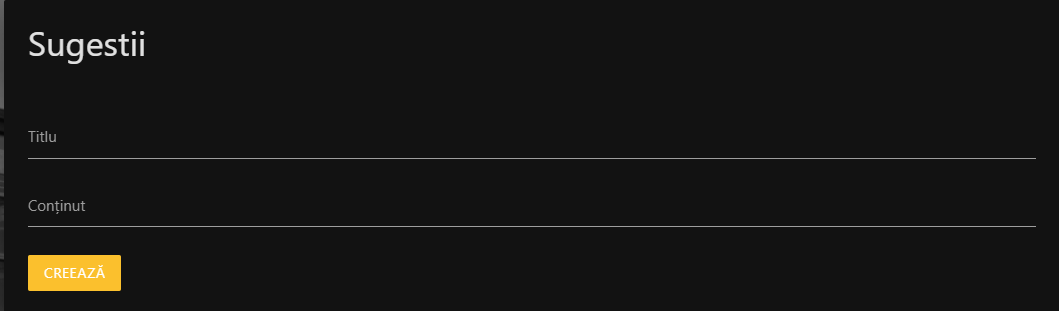 Sugestii
Titlu
Conținut
CREEAZĂ